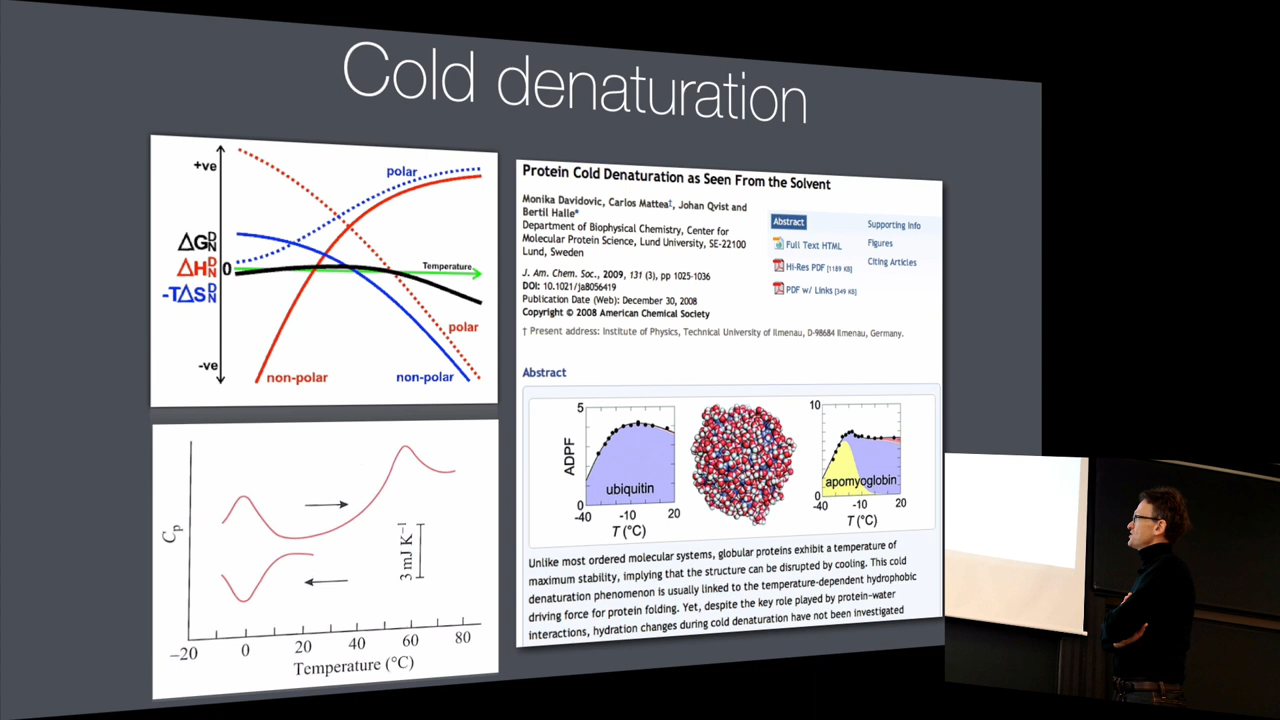 Cold denaturation
+ve
polar
ΔG D N
ΔH D N
0
Temperature
-TΔS D N
polar
-ve
non-polar
non-polar
Cp
3 mJ K⁻¹
−20
0
20
40
60
80
Temperature (°C)
Protein Cold Denaturation as Seen From the Solvent
Monika Davidovic, Carlos Mattea†, Johan Qvist and
Bertil Halle*
Department of Biophysical Chemistry, Center for
Molecular Protein Science, Lund University, SE-22100
Lund, Sweden
J. Am. Chem. Soc., 2009, 131 (3), pp 1025-1036
DOI: 10.1021/ja8056419
Publication Date (Web): December 30, 2008
Copyright © 2008 American Chemical Society
† Present address: Institute of Physics, Technical University of Ilmenau, D-98684 Ilmenau, Germany.
Abstract
Full Text HTML
Hi-Res PDF [1189 KB]
PDF w/ Links [349 KB]
Supporting Info
Figures
Citing Articles
Abstract
5
ADPF
0
ubiquitin
-40
-10
20
T (°C)
10
0
apomyoglobin
-40
-10
20
T (°C)
Unlike most ordered molecular systems, globular proteins exhibit a temperature of
maximum stability, implying that the structure can be disrupted by cooling. This cold
denaturation phenomenon is usually linked to the temperature-dependent hydrophobic
driving force for protein folding. Yet, despite the key role played by protein-water
interactions, hydration changes during cold denaturation have not been investigated